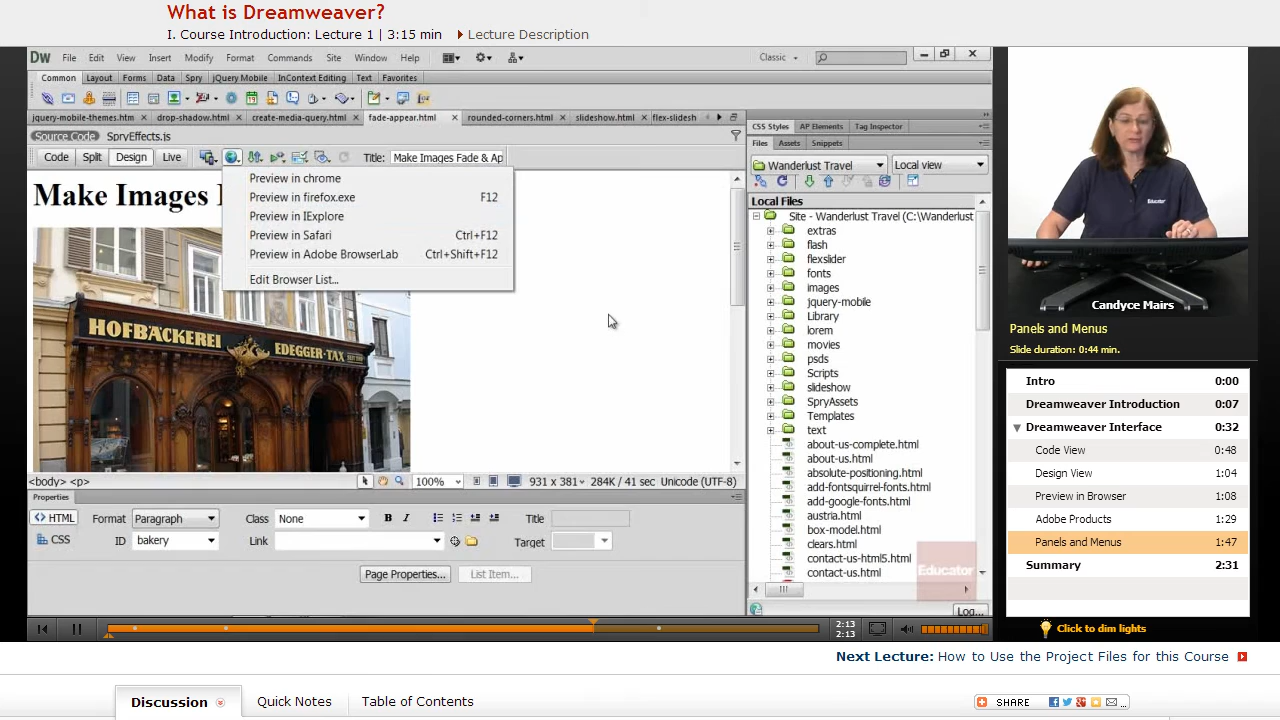 What is Dreamweaver?
I. Course Introduction: Lecture 1 | 3:15 min
Lecture Description
Dw File Edit View Insert Modify Format Commands Site Window Help Classic
Common Layout Forms Data Spry jQuery Mobile InContext Editing Text Favorites
jquery-mobile-themes.htm drop-shadow.html create-media-query.html fade-appear.html rounded-corners.html slideshow.html flex-slidesh
Source Code SpryEffects.js
Code Split Design Live Title: Make Images Fade & Ap
Preview in chrome
Preview in firefox.exe F12
Preview in IExplore
Preview in Safari Ctrl+F12
Preview in Adobe BrowserLab Ctrl+Shift+F12
Edit Browser List...
Make Images
HOFBÄCKEREI EDEGGER-TAX
<body> <p> 100% 931 x 381 284K / 41 sec Unicode (UTF-8)
Properties
HTML Format Paragraph Class None B I Title
CSS ID bakery Link Target
Page Properties... List Item...
CSS Styles AP Elements Tag Inspector
Files Assets Snippets
Wanderlust Travel Local view
Local Files
Site - Wanderlust Travel (C:\Wanderlust
extras
flash
flexslider
fonts
images
jquery-mobile
Library
lorem
movies
psds
Scripts
slideshow
SpryAssets
Templates
text
about-us-complete.html
about-us.html
absolute-positioning.html
add-fontsquirrel-fonts.html
add-google-fonts.html
austria.html
box-model.html
clears.html
contact-us-html5.html
contact-us.html
Educator
Log...
Educator
Candyce Mairs
Panels and Menus
Slide duration: 0:44 min.
Intro 0:00
Dreamweaver Introduction 0:07
Dreamweaver Interface 0:32
Code View 0:48
Design View 1:04
Preview in Browser 1:08
Adobe Products 1:29
Panels and Menus 1:47
Summary 2:31
2:13
2:13
Click to dim lights
Next Lecture: How to Use the Project Files for this Course
Discussion Quick Notes Table of Contents
SHARE